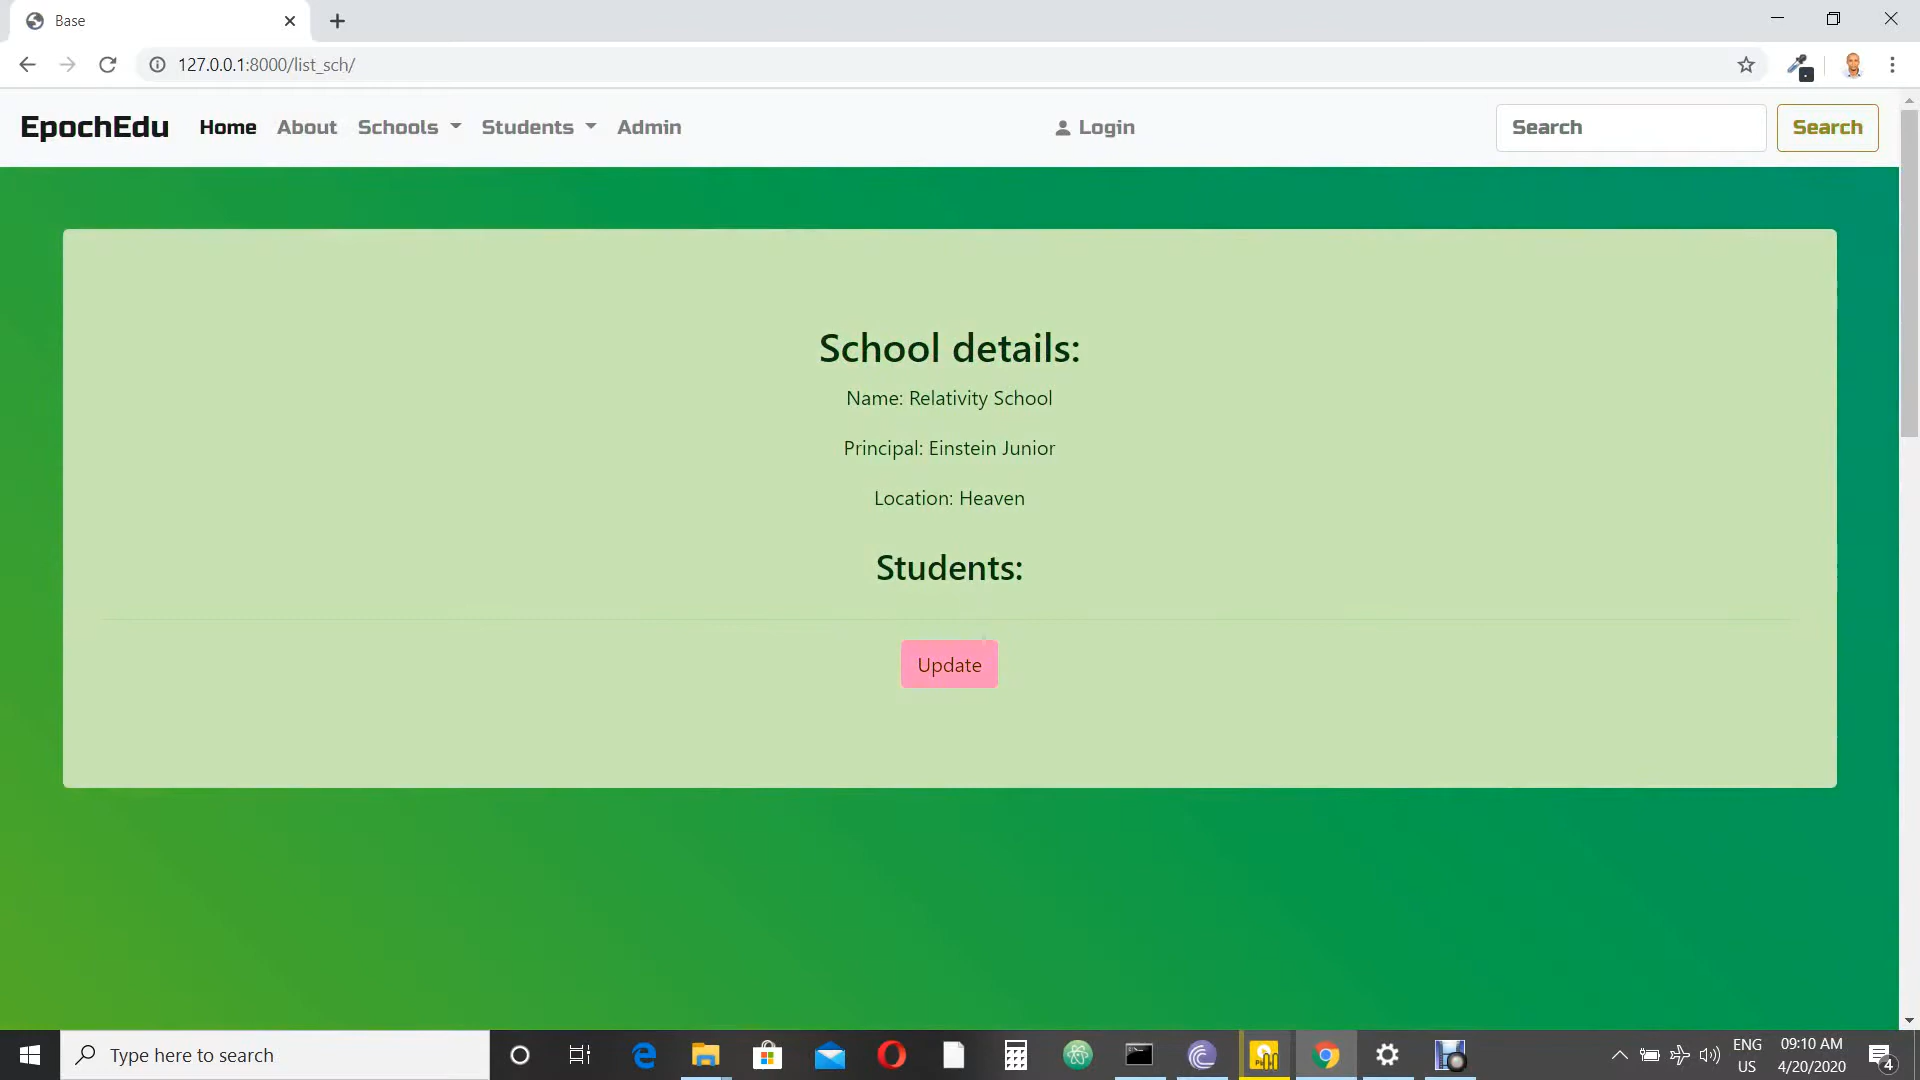 Base
127.0.0.1:8000/list_sch/
EpochEdu Home About Schools Students Admin Login Search Search
School details:
Name: Relativity School
Principal: Einstein Junior
Location: Heaven
Students:
Update
Type here to search
ENG
US
09:10 AM
4/20/2020
4